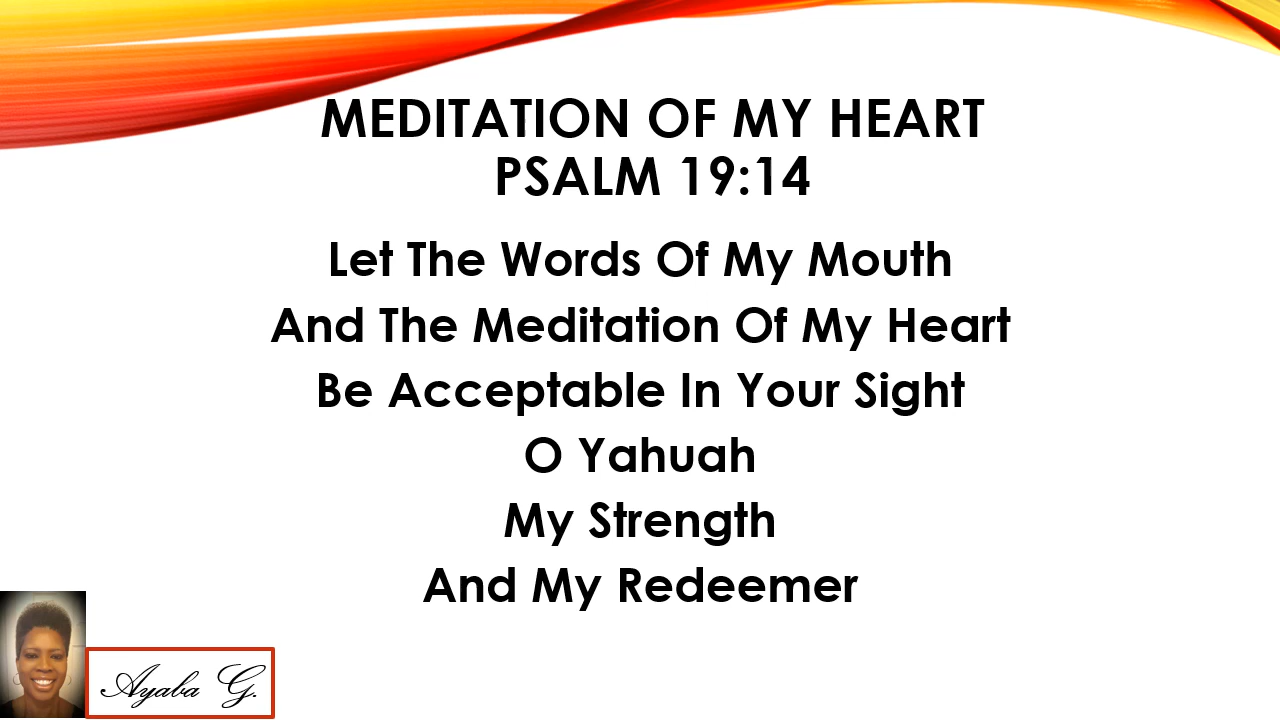 MEDITATION OF MY HEART
PSALM 19:14
Let The Words Of My Mouth
And The Meditation Of My Heart
Be Acceptable In Your Sight
O Yahuah
My Strength
And My Redeemer
Ayaba G.